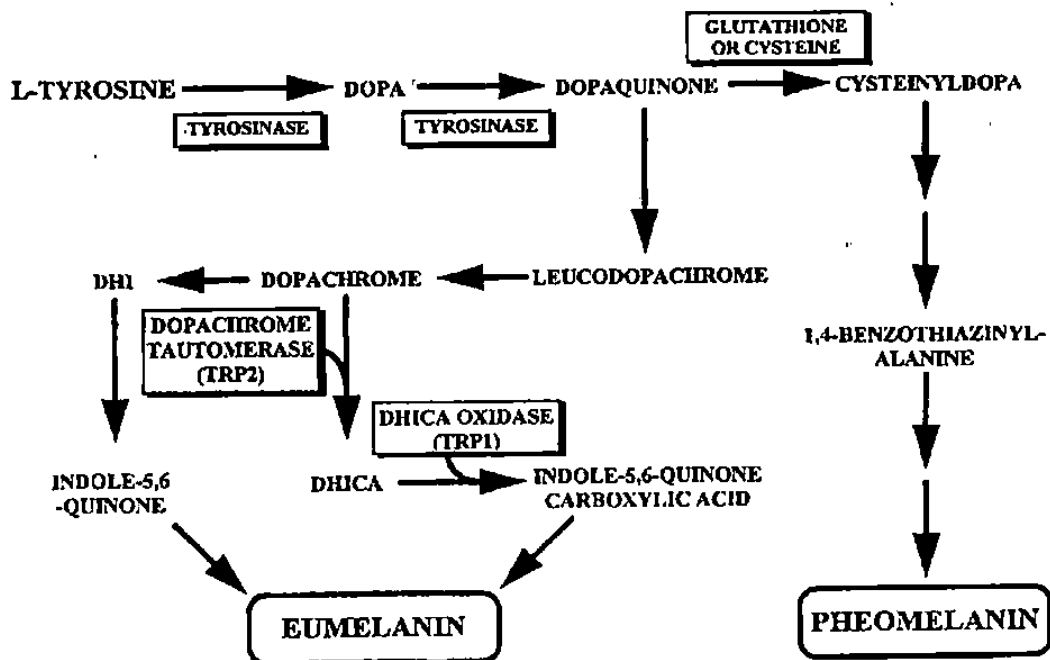 GLUTATHIONE
OR CYSTEINE
L-TYROSINE
DOPA
DOPAQUINONE
CYSTEINYLDOPA
TYROSINASE
TYROSINASE
DHI
DOPACHROME
LEUCODOPACHROME
DOPACHROME
TAUTOMERASE
(TRP2)
1,4-BENZOTHIAZINYL-
ALANINE
DHICA OXIDASE
(TRP1)
INDOLE-5,6
-QUINONE
DHICA
INDOLE-5,6-QUINONE
CARBOXYLIC ACID
EUMELANIN
PHEOMELANIN